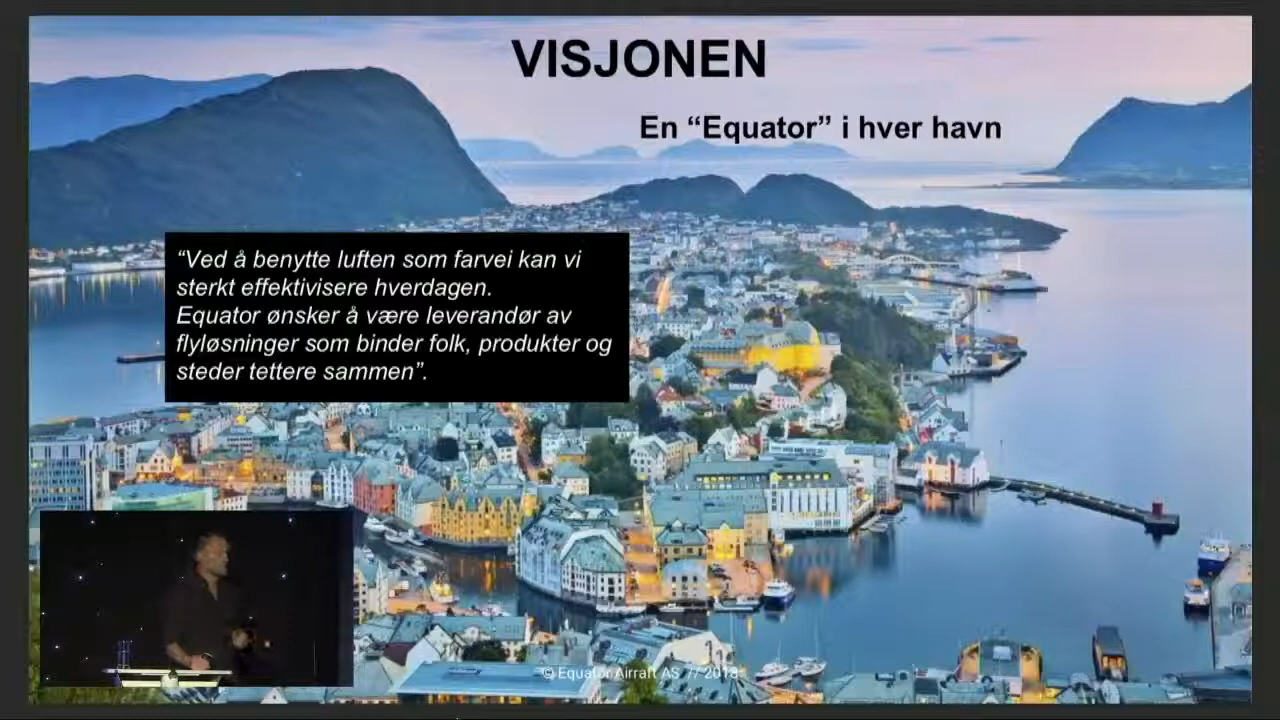 VISJONEN
En “Equator” i hver havn
“Ved å benytte luften som farvei kan vi
sterkt effektivisere hverdagen.
Equator ønsker å være leverandør av
flyløsninger som binder folk, produkter og
steder tettere sammen”.
© Equator Airraft AS // 2018